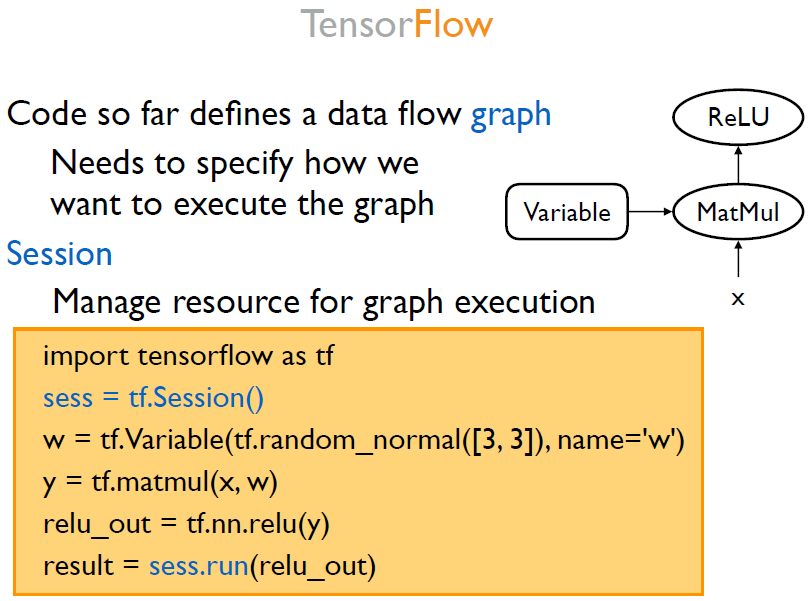 TensorFlow
Code so far defines a data flow graph
Needs to specify how we
want to execute the graph
Session
Manage resource for graph execution
ReLU
Variable
MatMul
x
import tensorflow as tf
sess = tf.Session()
w = tf.Variable(tf.random_normal([3, 3]), name='w')
y = tf.matmul(x, w)
relu_out = tf.nn.relu(y)
result = sess.run(relu_out)